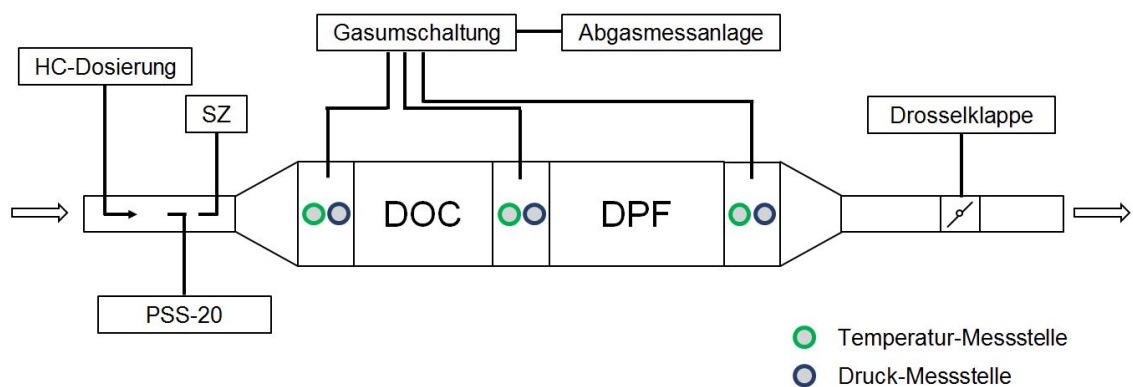 Gasumschaltung
Abgasmessanlage
HC-Dosierung
SZ
Drosselklappe
DOC
DPF
PSS-20
Temperatur-Messstelle
Druck-Messstelle